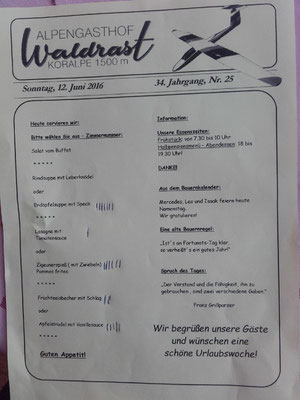 ALPENGASTHOF
Waldrast
KORALPE 1500 m
Sonntag, 12. Juni 2016
34. Jahrgang, Nr. 25
Heute servieren wir:
Bitte wählen Sie aus - Zimmernummer:
Salat vom Buffet
* * * * *
Rindsuppe mit Leberknödel
oder
Erdäpfelsuppe mit Speck
* * * * *
Lasagne mit
Tomatensauce
oder
Zigeunerspieß ( mit Zwiebeln)
Pommes frites
* * * * *
Früchtebecher mit Schlag
oder
Apfelstrudel mit Vanillesauce
Guten Appetit!
Information:
Unsere Essenszeiten:
Frühstück: von 7.30 bis 10 Uhr
Halbpensionsmenü - Abendessen: 18 bis
19.30 Uhr!
DANKE!
Aus dem Bauernkalender:
Mercedes, Leo und Isaak feiern heute
Namenstag.
Wir gratulieren!
Eine alte Bauernregel:
„Ist's an Fortunats-Tag klar,
so verheißt's ein gutes Jahr!"
Spruch des Tages:
„Der Verstand und die Fähigkeit, ihn zu
gebrauchen, sind zwei verschiedene Gaben."
Franz Grillparzer
Wir begrüßen unsere Gäste
und wünschen eine
schöne Urlaubswoche!